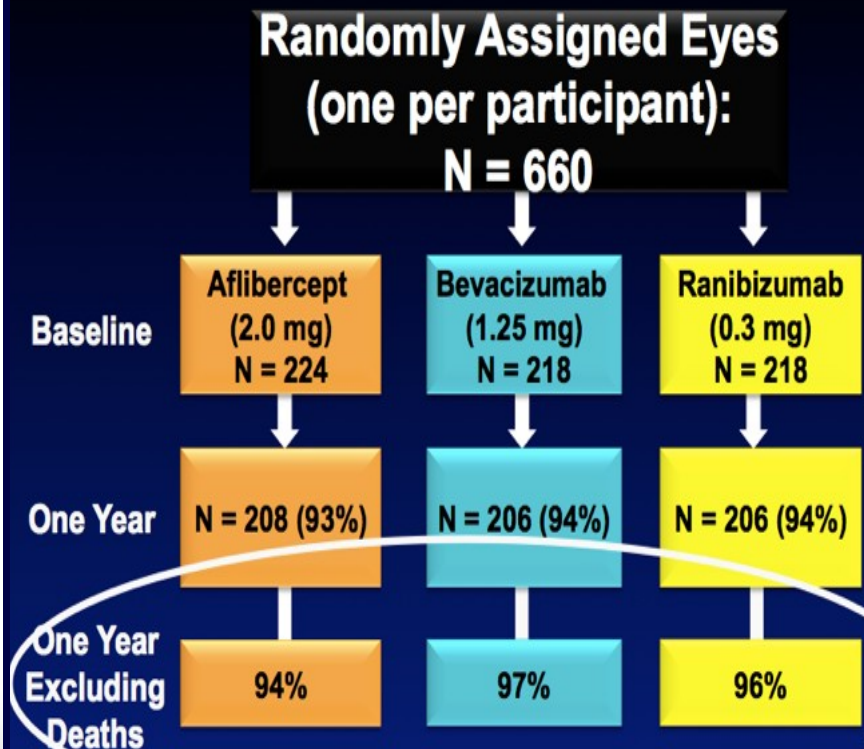 Randomly Assigned Eyes
(one per participant):
N = 660
Baseline
Aflibercept
(2.0 mg)
N = 224
Bevacizumab
(1.25 mg)
N = 218
Ranibizumab
(0.3 mg)
N = 218
One Year
N = 208 (93%)
N = 206 (94%)
N = 206 (94%)
One Year
Excluding
Deaths
94%
97%
96%